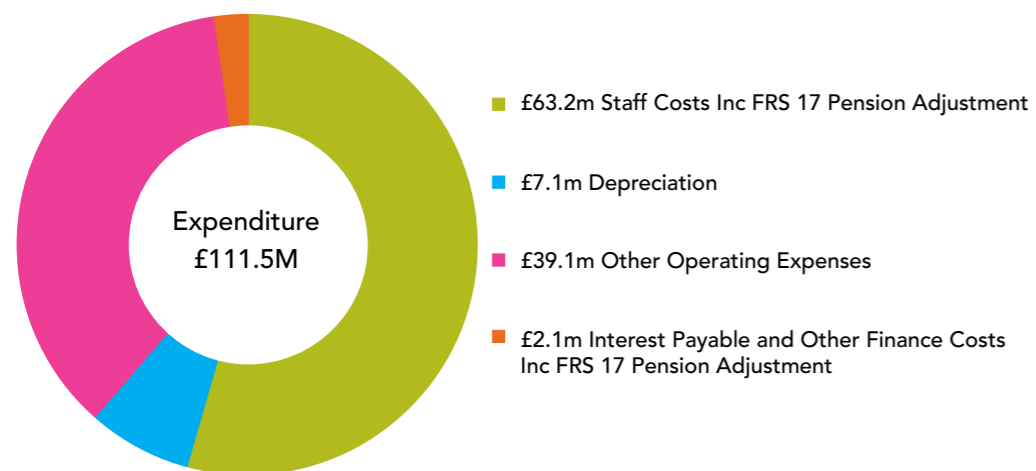 Expenditure
£111.5M
£63.2m Staff Costs Inc FRS 17 Pension Adjustment
£7.1m Depreciation
£39.1m Other Operating Expenses
£2.1m Interest Payable and Other Finance Costs
Inc FRS 17 Pension Adjustment